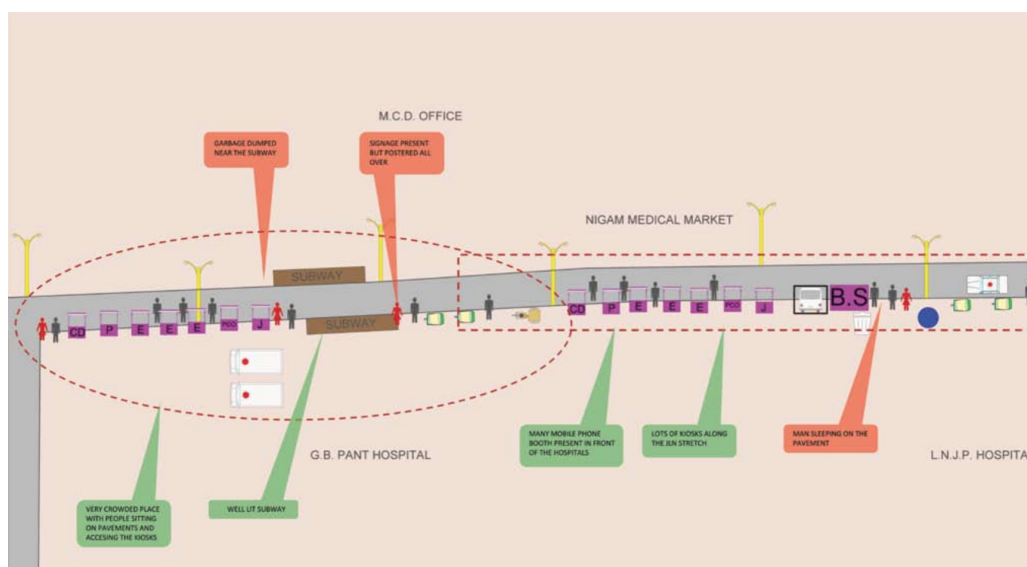 M.C.D. OFFICE
GARBAGE DUMPED
NEAR THE SUBWAY
SIGNAGE PRESENT
BUT POSTERED ALL
OVER
NIGAM MEDICAL MARKET
SUBWAY
SUBWAY
CD
P
E
E
E
PCO
J
CD
P
E
E
E
PCO
J
B.S
MANY MOBILE PHONE
BOOTH PRESENT IN FRONT
OF THE HOSPITALS
LOTS OF KIOSKS ALONG
THE JLN STRETCH
MAN SLEEPING ON THE
PAVEMENT
G.B. PANT HOSPITAL
L.N.J.P. HOSPITA
VERY CROWDED PLACE
WITH PEOPLE SITTING
ON PAVEMENTS AND
ACCESING THE KIOSKS
WELL LIT SUBWAY